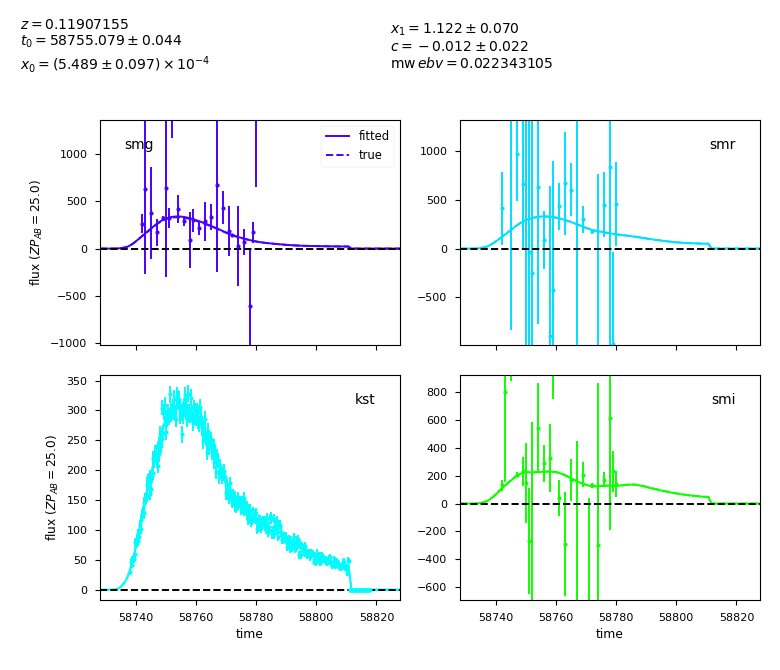 z = 0.11907155
t₀ = 58755.079 ± 0.044
x₀ = (5.489 ± 0.097) × 10⁻⁴
x₁ = 1.122 ± 0.070
c = −0.012 ± 0.022
mw ebv = 0.022343105
smg
fitted
true
1000
500
0
−500
−1000
flux (ZP_AB = 25.0)
smr
1000
500
0
−500
kst
350
300
250
200
150
100
50
0
flux (ZP_AB = 25.0)
58740 58760 58780 58800 58820
time
smi
800
600
400
200
0
−200
−400
−600
58740 58760 58780 58800 58820
time